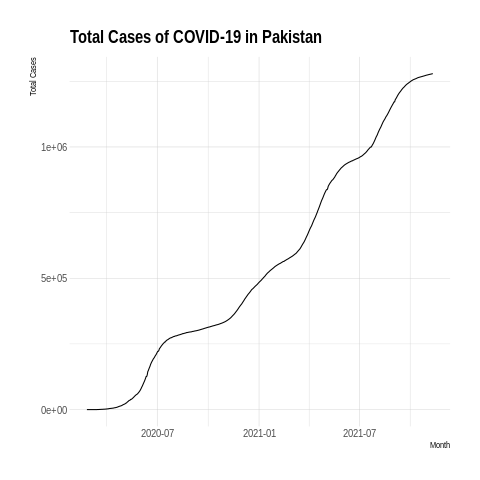 Total Cases of COVID-19 in Pakistan
Total Cases
1e+06
5e+05
0e+00
2020-07
2021-01
2021-07
Month